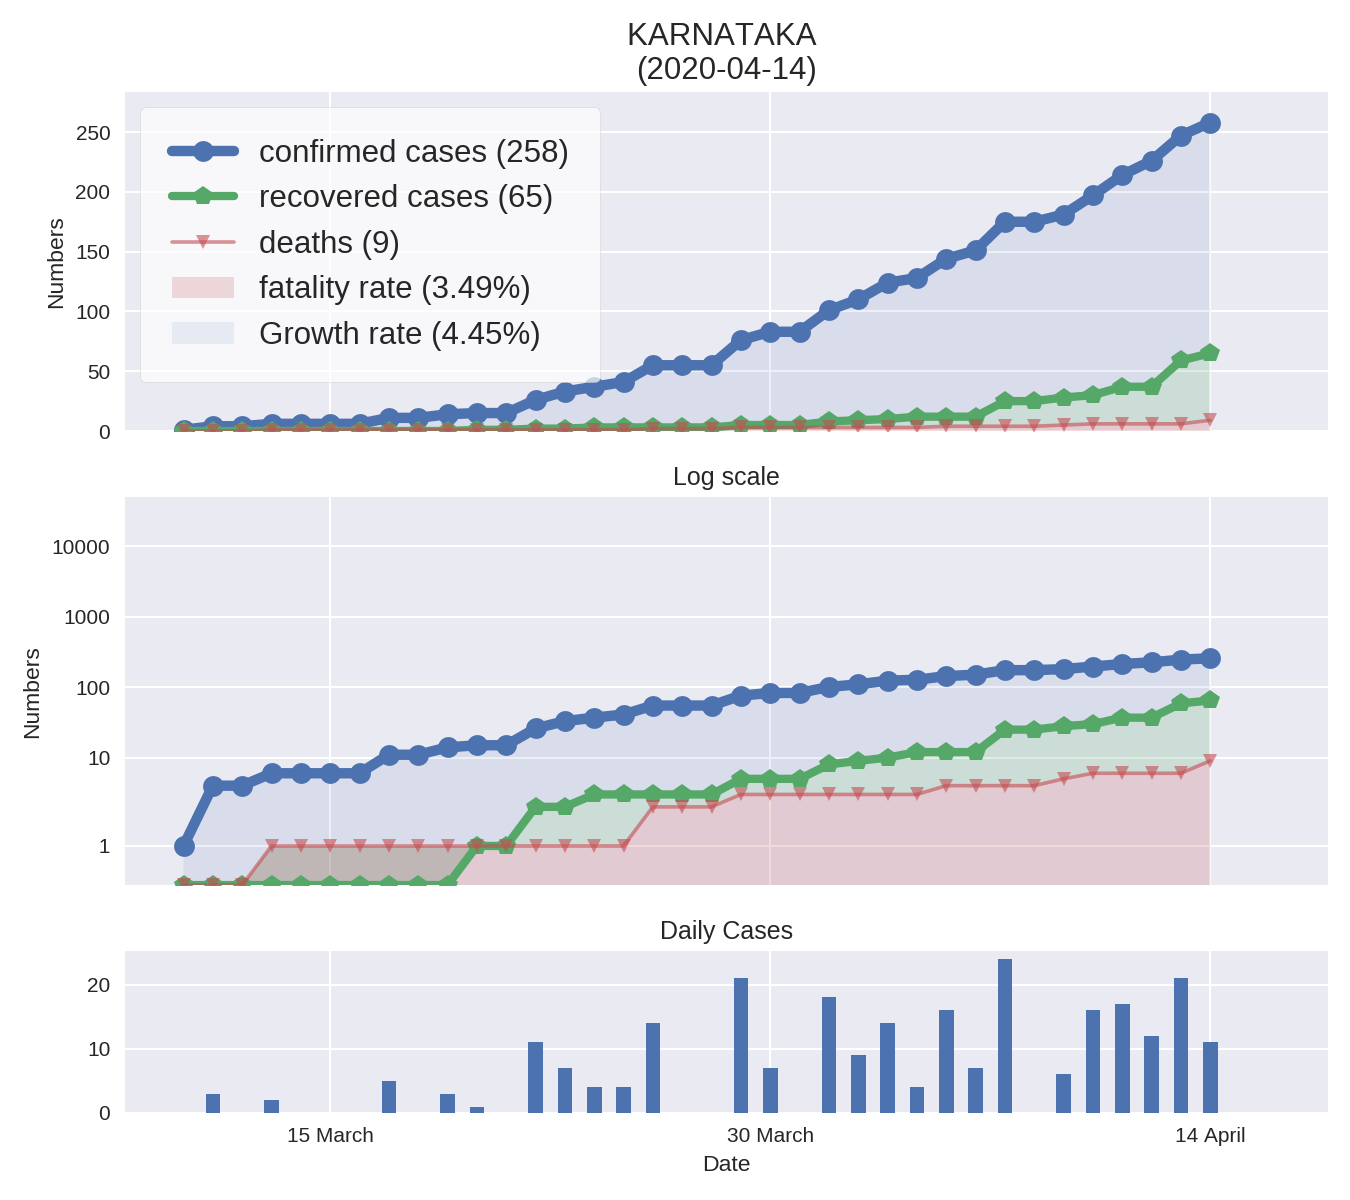 KARNATAKA
(2020-04-14)
250
200
150
100
50
0
Numbers
confirmed cases (258)
recovered cases (65)
deaths (9)
fatality rate (3.49%)
Growth rate (4.45%)
Log scale
10000
1000
100
10
1
Numbers
Daily Cases
20
10
0
15 March
30 March
14 April
Date